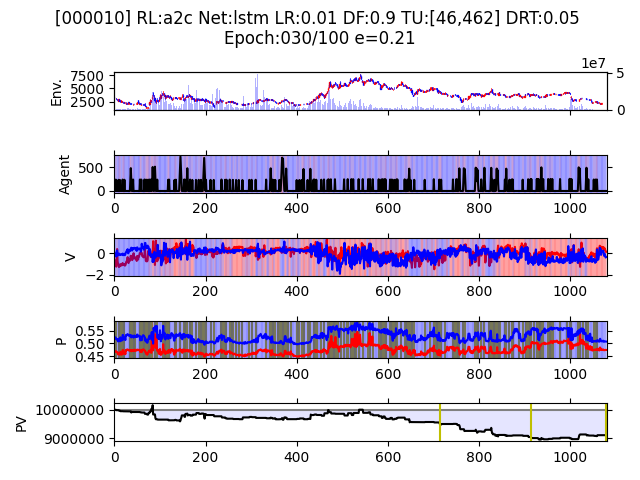 [000010] RL:a2c Net:lstm LR:0.01 DF:0.9 TU:[46,462] DRT:0.05
Epoch:030/100 e=0.21
1e7
Env.
7500
5000
2500
5
0
Agent
500
0
0 200 400 600 800 1000
V
0
−2
0 200 400 600 800 1000
P
0.55
0.50
0.45
0 200 400 600 800 1000
PV
10000000
9000000
0 200 400 600 800 1000